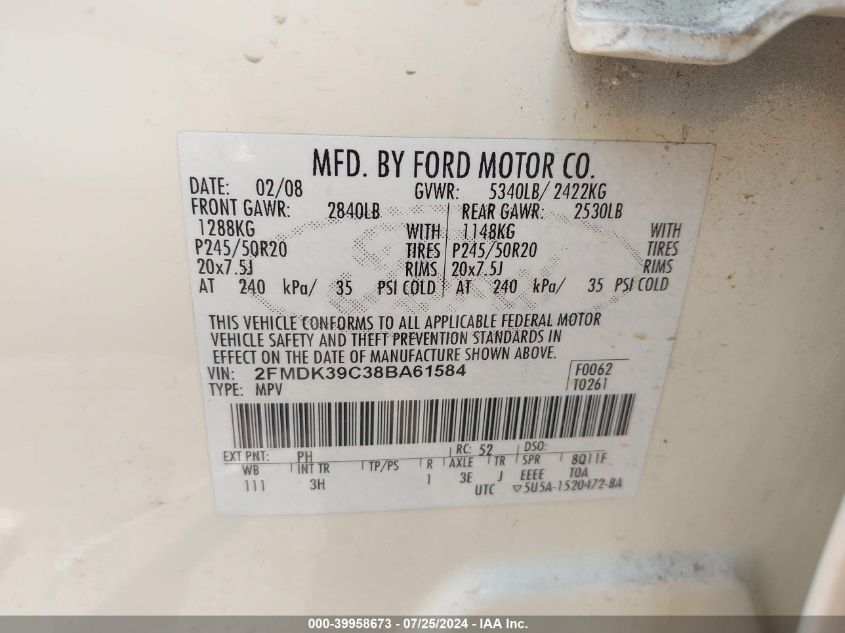 MFD. BY FORD MOTOR CO.
DATE: 02/08 GVWR: 5340LB/ 2422KG
FRONT GAWR: 2840LB REAR GAWR: 2530LB
1288KG WITH 1148KG WITH
P245/50R20 TIRES P245/50R20 TIRES
20x7.5J RIMS 20x7.5J RIMS
AT 240 kPa/ 35 PSI COLD AT 240 kPa/ 35 PSI COLD
THIS VEHICLE CONFORMS TO ALL APPLICABLE FEDERAL MOTOR
VEHICLE SAFETY AND THEFT PREVENTION STANDARDS IN
EFFECT ON THE DATE OF MANUFACTURE SHOWN ABOVE.
VIN: 2FMDK39C38BA61584 F0062
TYPE: MPV T0261
EXT PNT: PH RC: 52 DSO:
WB INT TR TP/PS R AXLE TR SPR 8Q11F
111 3H 1 3E J EEEE T0A
UTC ▽5U5A-1520472-BA
000-39958673 - 07/25/2024 - IAA Inc.